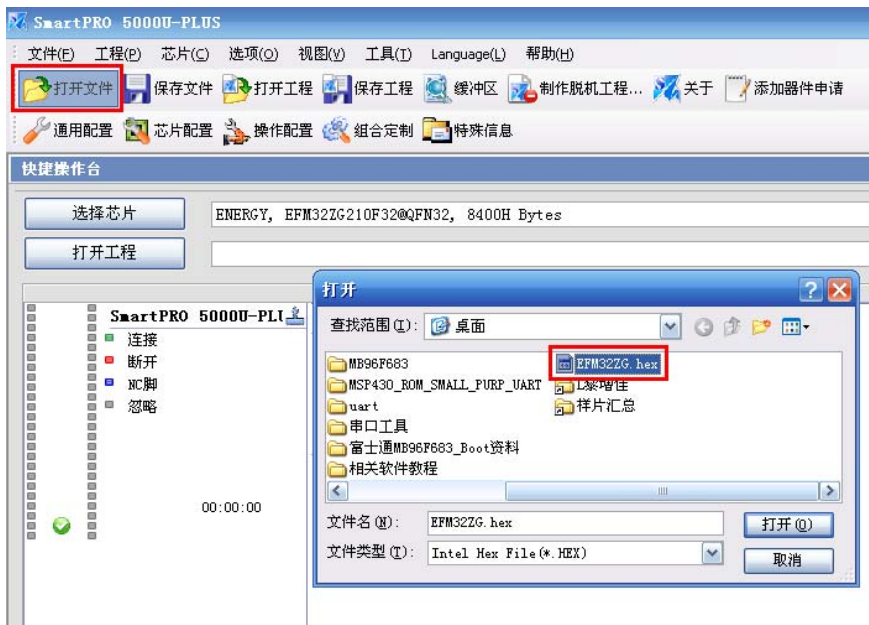 SmartPRO 5000U-PLUS
文件(F) 工程(P) 芯片(C) 选项(O) 视图(V) 工具(T) Language(L) 帮助(H)
打开文件 保存文件 打开工程 保存工程 缓冲区 制作脱机工程... 关于 添加器件申请
通用配置 芯片配置 操作配置 组合定制 特殊信息
快捷操作台
选择芯片 ENERGY, EFM32ZG210F32@QFN32, 8400H Bytes
打开工程
打开
查找范围(I): 桌面
MB96F683
MSP430_ROM_SMALL_PURP_UART
uart
串口工具
富士通MB96F683_Boot资料
相关软件教程
EFM32ZG.hex
L黎增佳
样片汇总
文件名(N): EFM32ZG.hex 打开(O)
文件类型(T): Intel Hex File(*.HEX) 取消
SmartPRO 5000U-PLU
连接
断开
NC脚
忽略
00:00:00